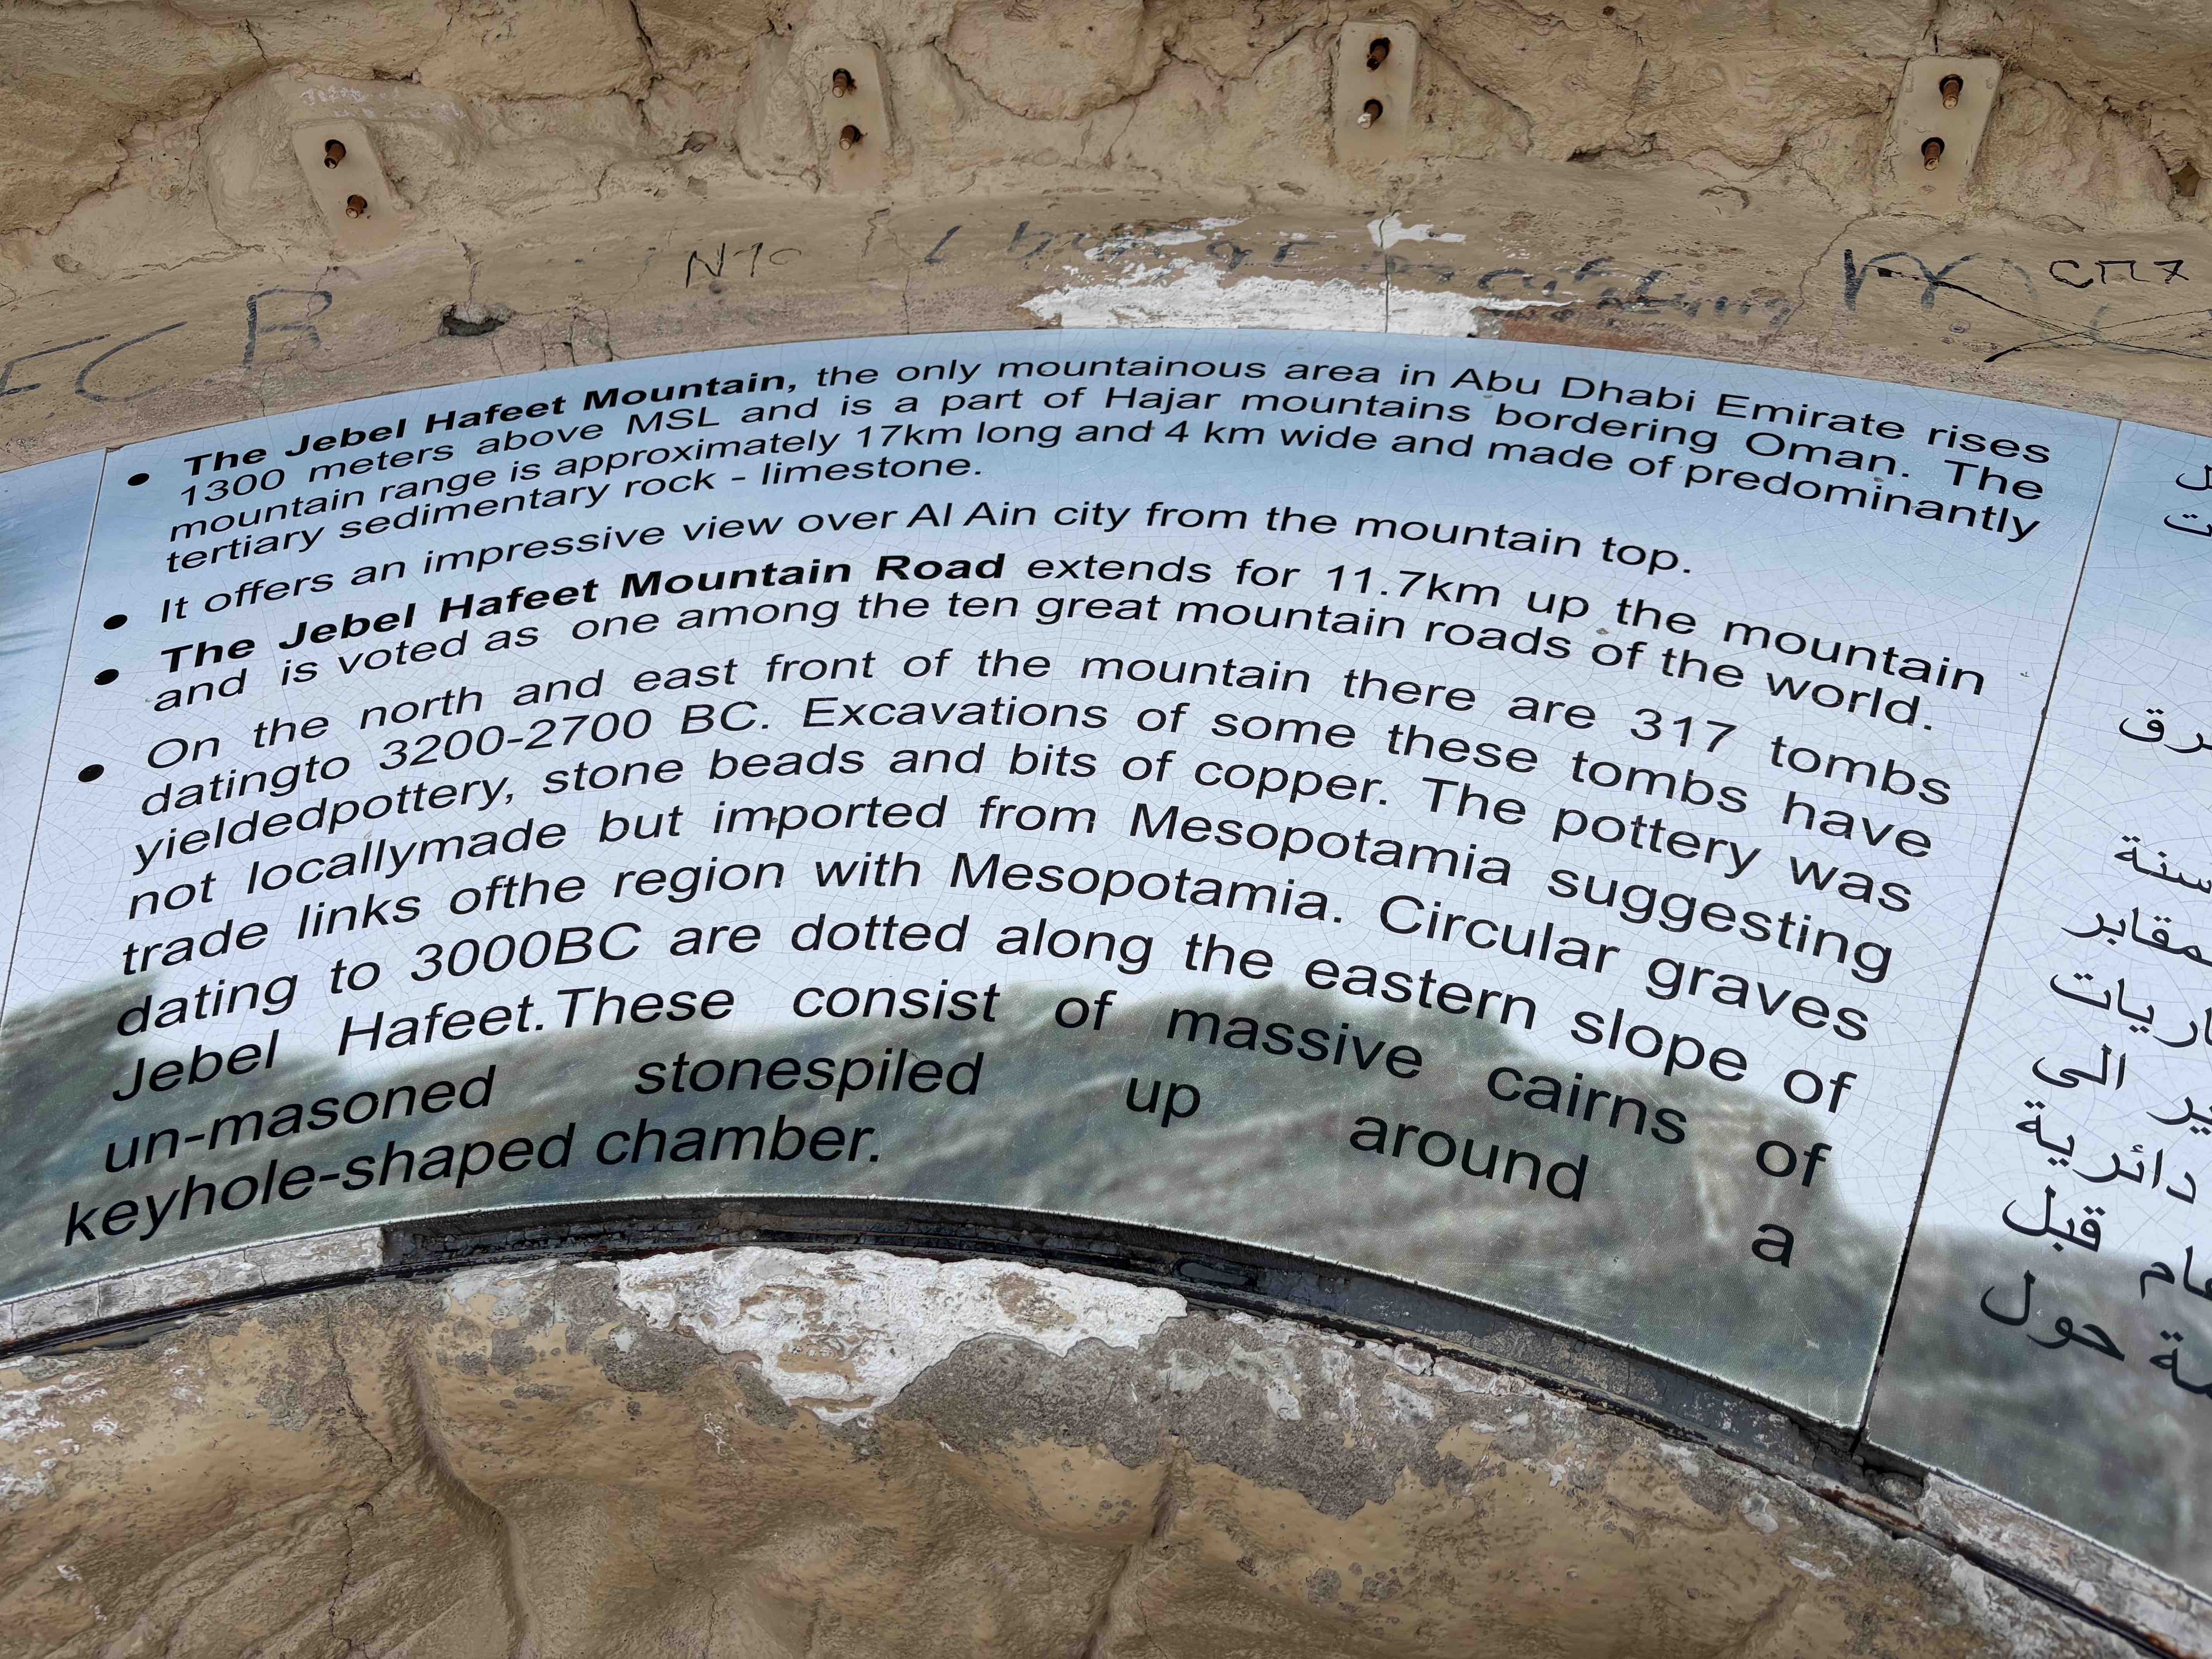 FCB
N70
СПХ
• The Jebel Hafeet Mountain, the only mountainous area in Abu Dhabi Emirate rises
1300 meters above MSL and is a part of Hajar mountains bordering Oman. The
mountain range is approximately 17km long and 4 km wide and made of predominantly
tertiary sedimentary rock - limestone.
• It offers an impressive view over Al Ain city from the mountain top.
• The Jebel Hafeet Mountain Road extends for 11.7km up the mountain
and is voted as one among the ten great mountain roads of the world.
• On the north and east front of the mountain there are 317 tombs
datingto 3200-2700 BC. Excavations of some these tombs have
yieldedpottery, stone beads and bits of copper. The pottery was
not locallymade but imported from Mesopotamia suggesting
trade links ofthe region with Mesopotamia. Circular graves
dating to 3000BC are dotted along the eastern slope of
Jebel Hafeet.These consist of massive cairns of
un-masoned stonespiled up around a
keyhole-shaped chamber.
سنة
الى
دائرية
قبل
حول